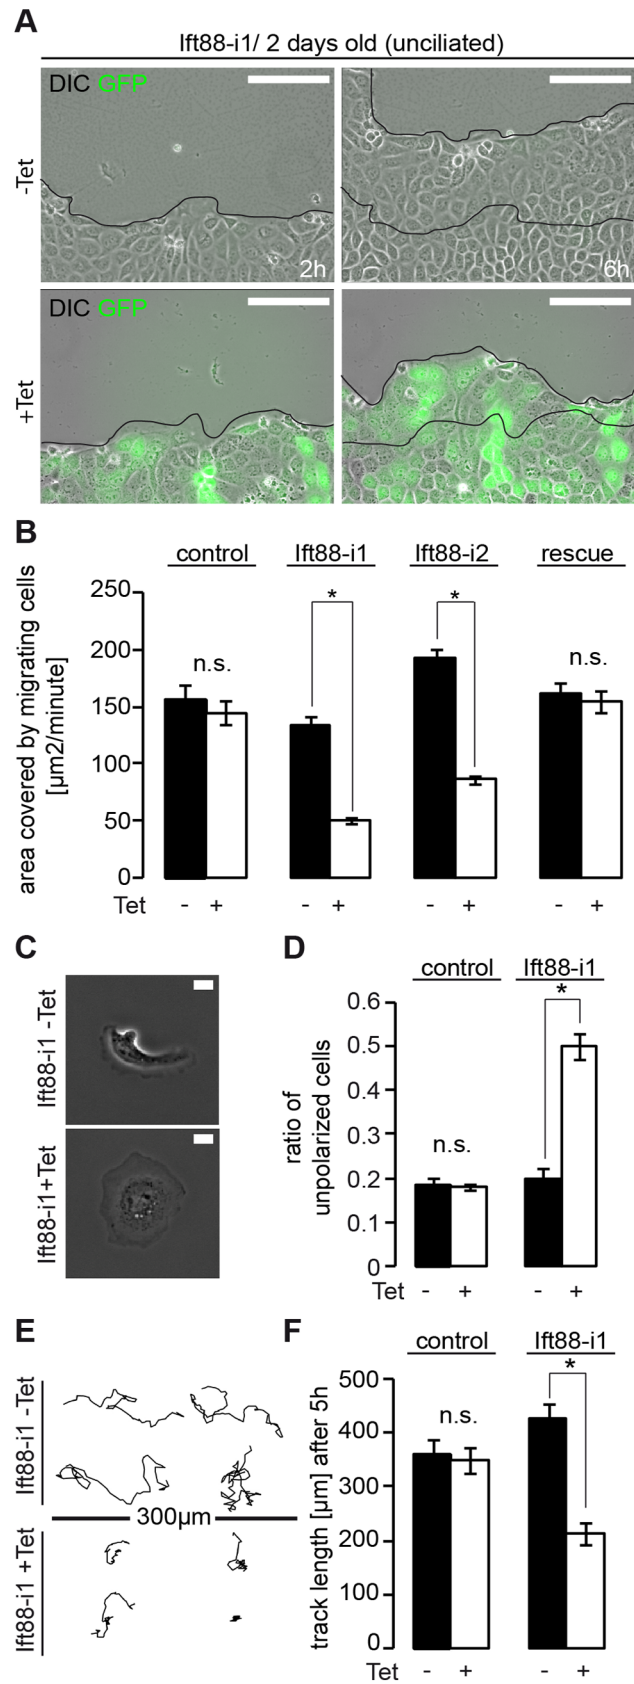 A
Ift88-i1/ 2 days old (unciliated)
DIC GFP
-Tet
2h
6h
DIC GFP
+Tet
B
control Ift88-i1 Ift88-i2 rescue
area covered by migrating cells
[µm2/minute]
250
200
150
100
50
0
n.s.
*
*
n.s.
Tet - + - + - + - +
C
Ift88-i1 -Tet
Ift88-i1+Tet
D
control Ift88-i1
ratio of
unpolarized cells
0.6
0.5
0.4
0.3
0.2
0.1
0
n.s.
*
Tet - + - +
E
Ift88-i1 -Tet
300µm
Ift88-i1 +Tet
F
control Ift88-i1
track length [µm] after 5h
500
400
300
200
100
0
n.s.
*
Tet - + - +